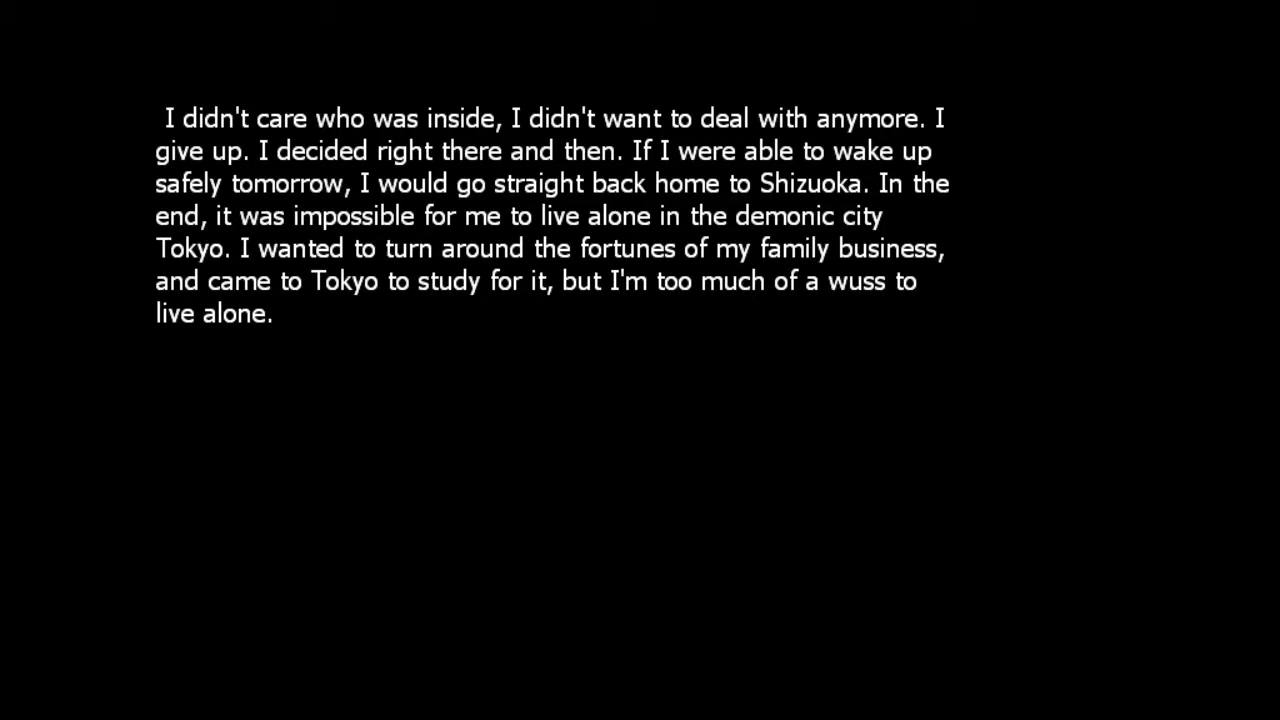 I didn't care who was inside, I didn't want to deal with anymore. I
give up. I decided right there and then. If I were able to wake up
safely tomorrow, I would go straight back home to Shizuoka. In the
end, it was impossible for me to live alone in the demonic city
Tokyo. I wanted to turn around the fortunes of my family business,
and came to Tokyo to study for it, but I'm too much of a wuss to
live alone.